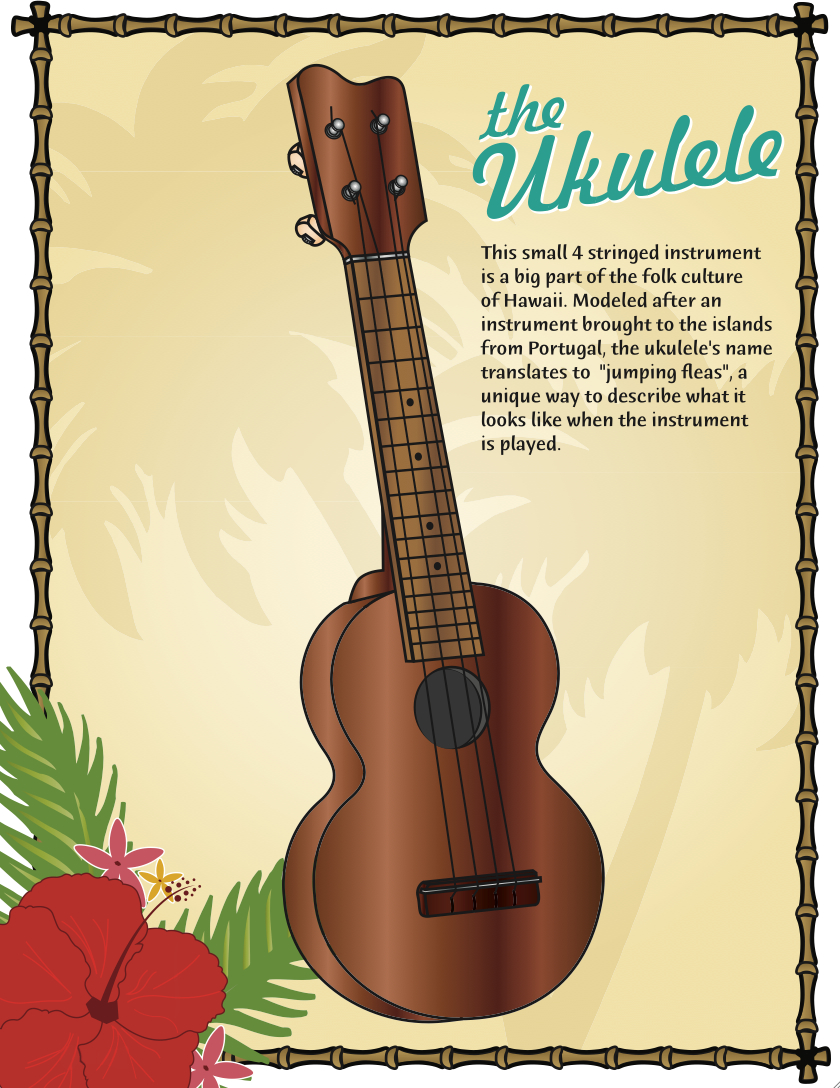 the
Ukulele
This small 4 stringed instrument
is a big part of the folk culture
of Hawaii. Modeled after an
instrument brought to the islands
from Portugal, the ukulele's name
translates to "jumping fleas", a
unique way to describe what it
looks like when the instrument
is played.